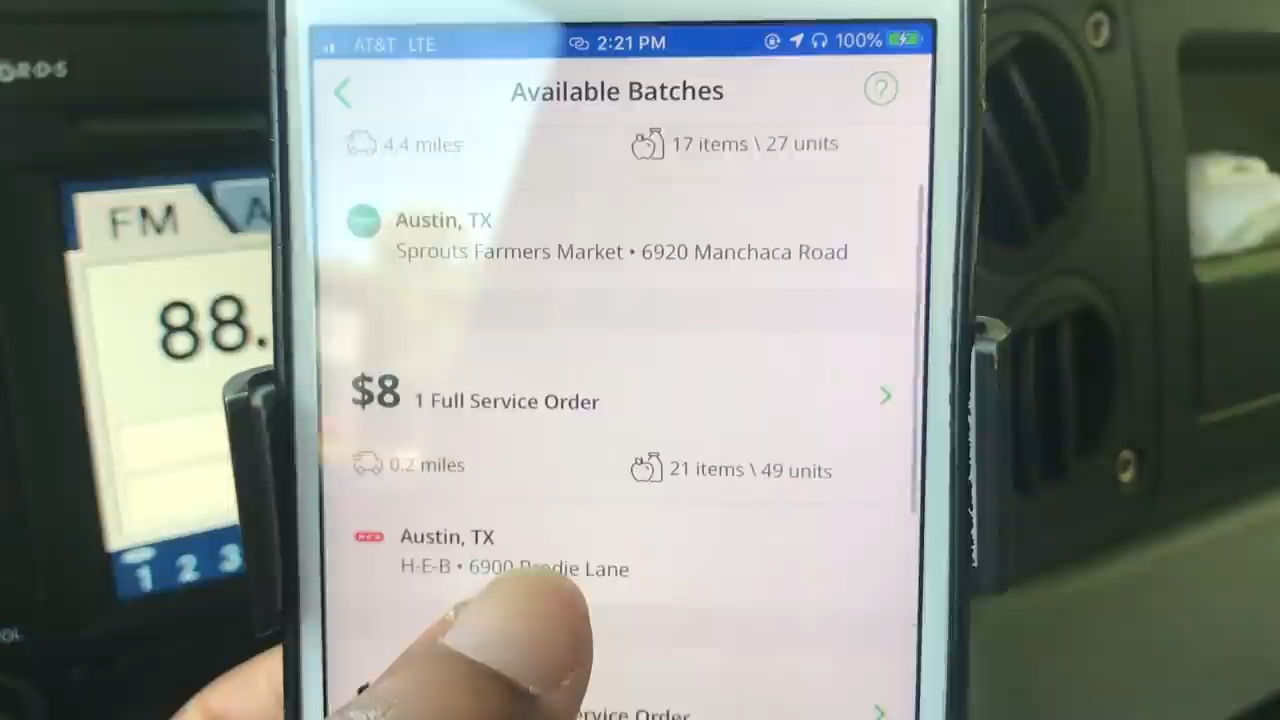 AT&T LTE 2:21 PM 100%
Available Batches ?
4.4 miles 17 items \ 27 units
Austin, TX
Sprouts Farmers Market • 6920 Manchaca Road
$8 1 Full Service Order
0.2 miles 21 items \ 49 units
Austin, TX
H-E-B • 6900 Brodie Lane
Service Order
FM A
88.
1 2 3